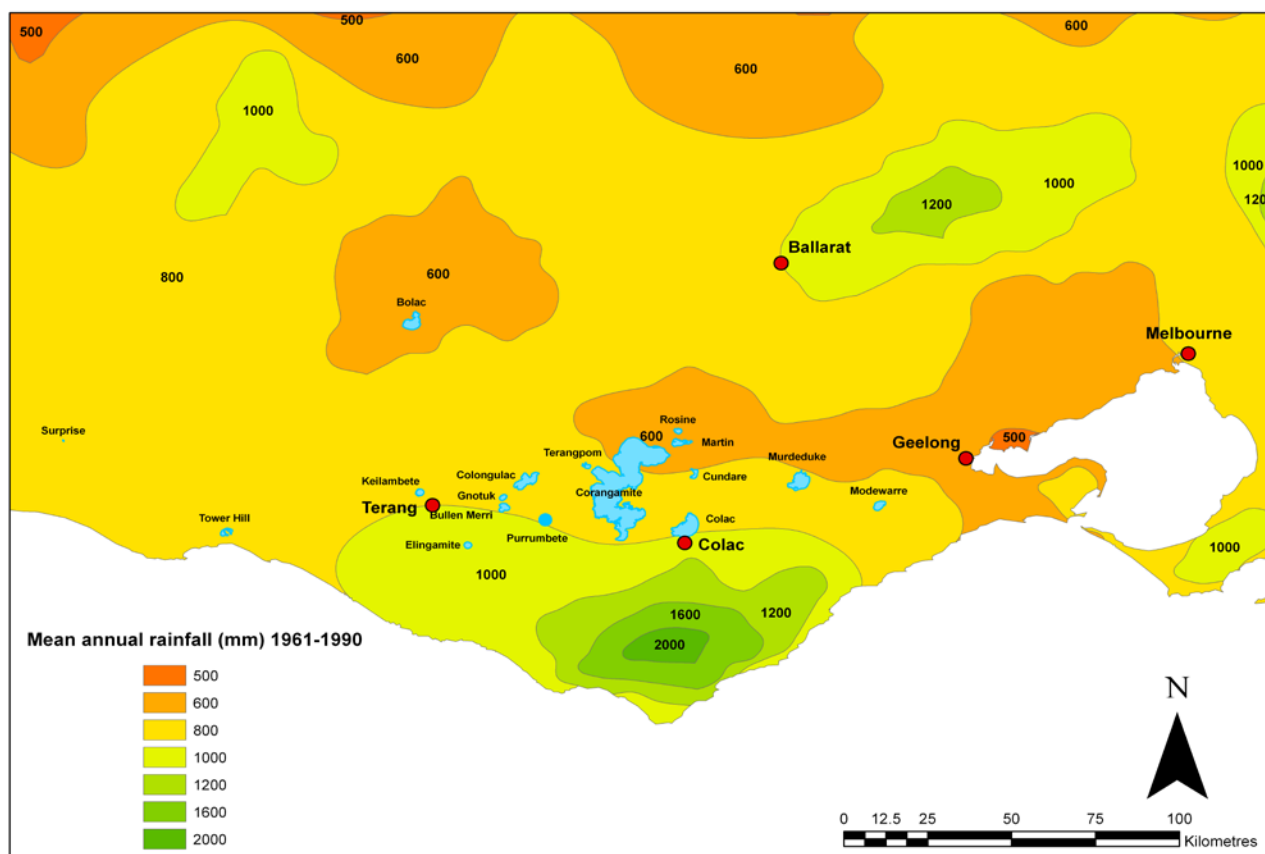 500
500
600
600
600
1000
1000
1000
1200
120
Ballarat
800
600
Bolac
Melbourne
Surprise
Rosine
600
Martin
Geelong
500
Terangpom
Murdeduke
Keilambete
Colongulac
Cundare
Gnotuk
Corangamite
Modewarre
Terang
Bullen Merri
Tower Hill
Purrumbete
Colac
Colac
Elingamite
1000
1000
1600
1200
2000
Mean annual rainfall (mm) 1961-1990
500
600
800
1000
1200
1600
2000
N
0 12.5 25 50 75 100
Kilometres